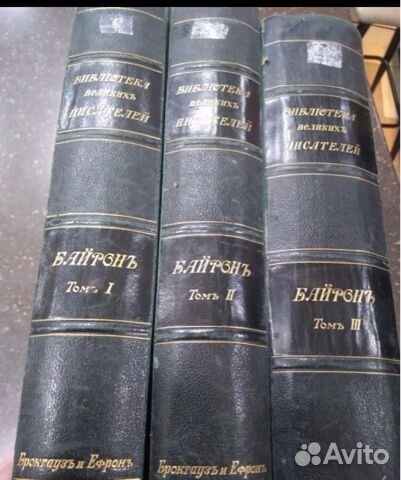 БИБЛІОТЕКА
ВЕЛИКИХЪ
ПИСАТЕЛЕЙ
БАЙРОНЪ
Томъ I
Брокгаузъ и Ефронъ
БИБЛІОТЕКА
ВЕЛИКИХЪ
ПИСАТЕЛЕЙ
БАЙРОНЪ
Томъ II
Брокгаузъ и Ефронъ
БИБЛІОТЕКА
ВЕЛИКИХЪ
ПИСАТЕЛЕЙ
БАЙРОНЪ
Томъ III
Avito